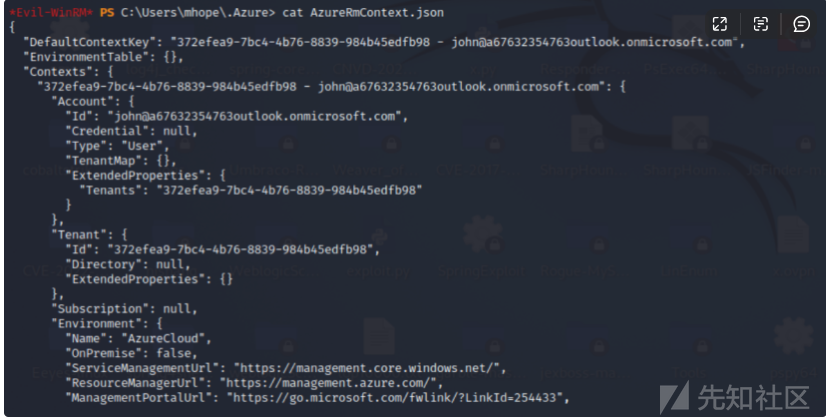 *Evil-WinRM* PS C:\Users\mhope\.Azure> cat AzureRmContext.json
{
  "DefaultContextKey": "372efea9-7bc4-4b76-8839-984b45edfb98 - john@a67632354763outlook.onmicrosoft.com",
  "EnvironmentTable": {},
  "Contexts": {
    "372efea9-7bc4-4b76-8839-984b45edfb98 - john@a67632354763outlook.onmicrosoft.com": {
      "Account": {
        "Id": "john@a67632354763outlook.onmicrosoft.com",
        "Credential": null,
        "Type": "User",
        "TenantMap": {},
        "ExtendedProperties": {
          "Tenants": "372efea9-7bc4-4b76-8839-984b45edfb98"
        }
      },
      "Tenant": {
        "Id": "372efea9-7bc4-4b76-8839-984b45edfb98",
        "Directory": null,
        "ExtendedProperties": {}
      },
      "Subscription": null,
      "Environment": {
        "Name": "AzureCloud",
        "OnPremise": false,
        "ServiceManagementUrl": "https://management.core.windows.net/",
        "ResourceManagerUrl": "https://management.azure.com/",
        "ManagementPortalUrl": "https://go.microsoft.com/fwlink/?LinkId=254433",
先知社区